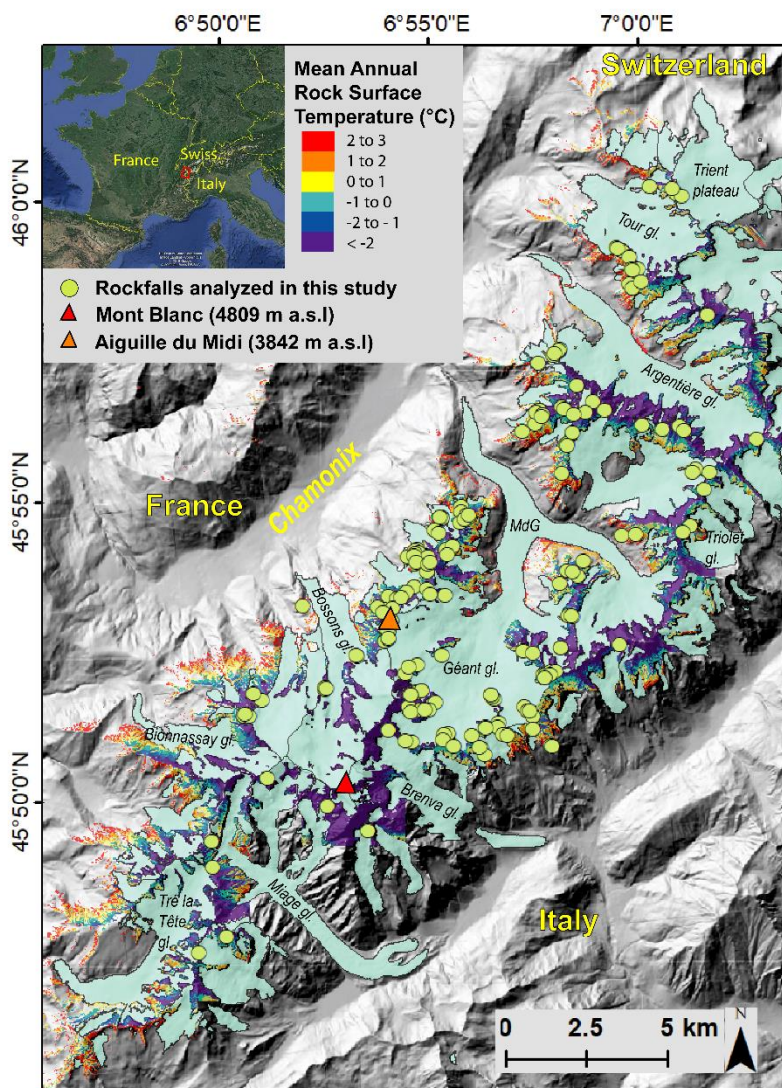 6°50'0"E
6°55'0"E
7°0'0"E
46°0'0"N
45°55'0"N
45°50'0"N
France
Swiss
Italy
Mean Annual
Rock Surface
Temperature (°C)
2 to 3
1 to 2
0 to 1
-1 to 0
-2 to - 1
< -2
Rockfalls analyzed in this study
Mont Blanc (4809 m a.s.l)
Aiguille du Midi (3842 m a.s.l)
Switzerland
Trient
plateau
Tour gl.
Argentière gl.
France
Chamonix
MdG
Triolet
gl.
Bossons gl.
Géant gl.
Bionnassay gl.
Brenva gl.
Miage gl.
Tré la
Tête
gl.
Italy
0
2.5
5 km
N